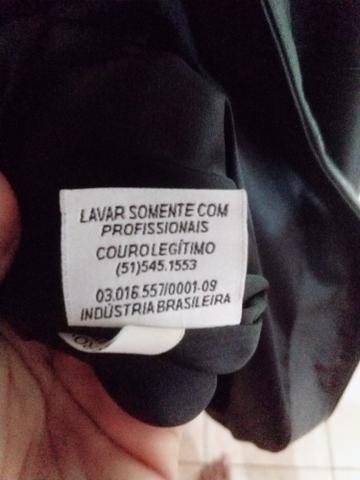 LAVAR SOMENTE COM
PROFISSIONAIS
COURO LEGÍTIMO
(51)545.1553
03.016.557/0001-09
INDÚSTRIA BRASILEIRA